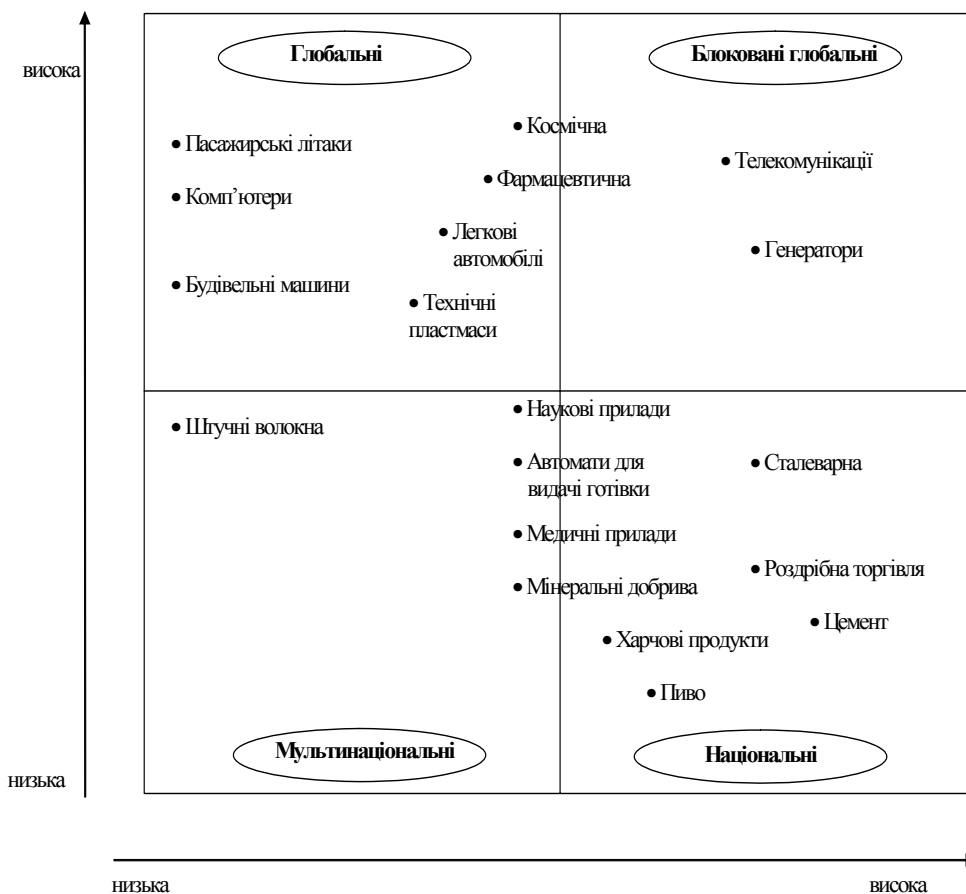 Глобальні
Блоковані глобальні
висока
• Космічна
• Пасажирські літаки
• Телекомунікації
• Фармацевтична
• Комп’ютери
• Легкові
автомобілі
• Генератори
• Будівельні машини
• Технічні
пластмаси
• Наукові прилади
• Штучні волокна
• Автомати для
видачі готівки
• Сталеварна
• Медичні прилади
• Роздрібна торгівля
• Мінеральні добрива
• Цемент
• Харчові продукти
• Пиво
Мультинаціональні
Національні
низька
низька
висока